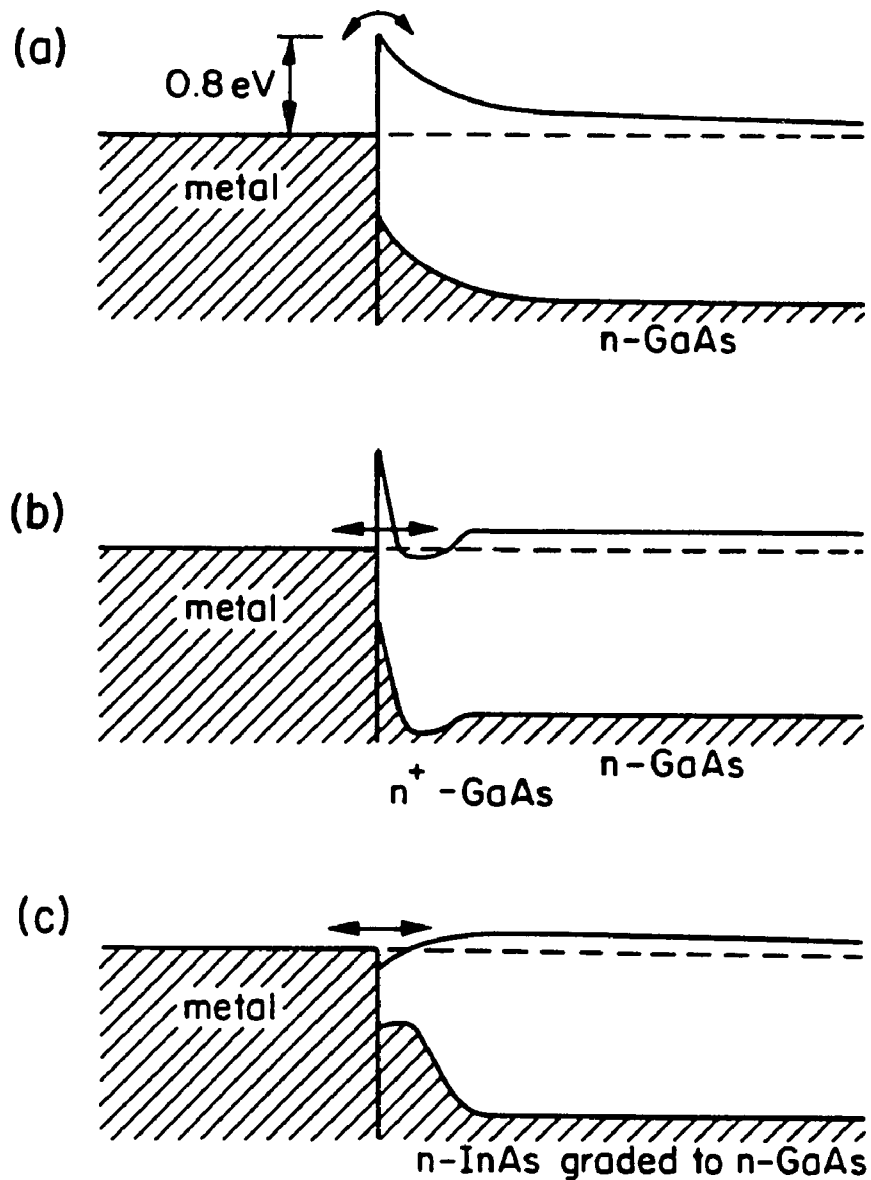 (a)
0.8 eV
metal
n-GaAs
(b)
metal
n-GaAs
n⁺-GaAs
(c)
metal
n-InAs graded to n-GaAs